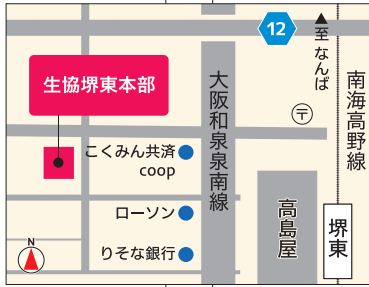 12
▲至 なんば
生協堺東本部
大阪和泉泉南線
南海高野線
〒
こくみん共済
coop
ローソン
高島屋
堺東
りそな銀行
N